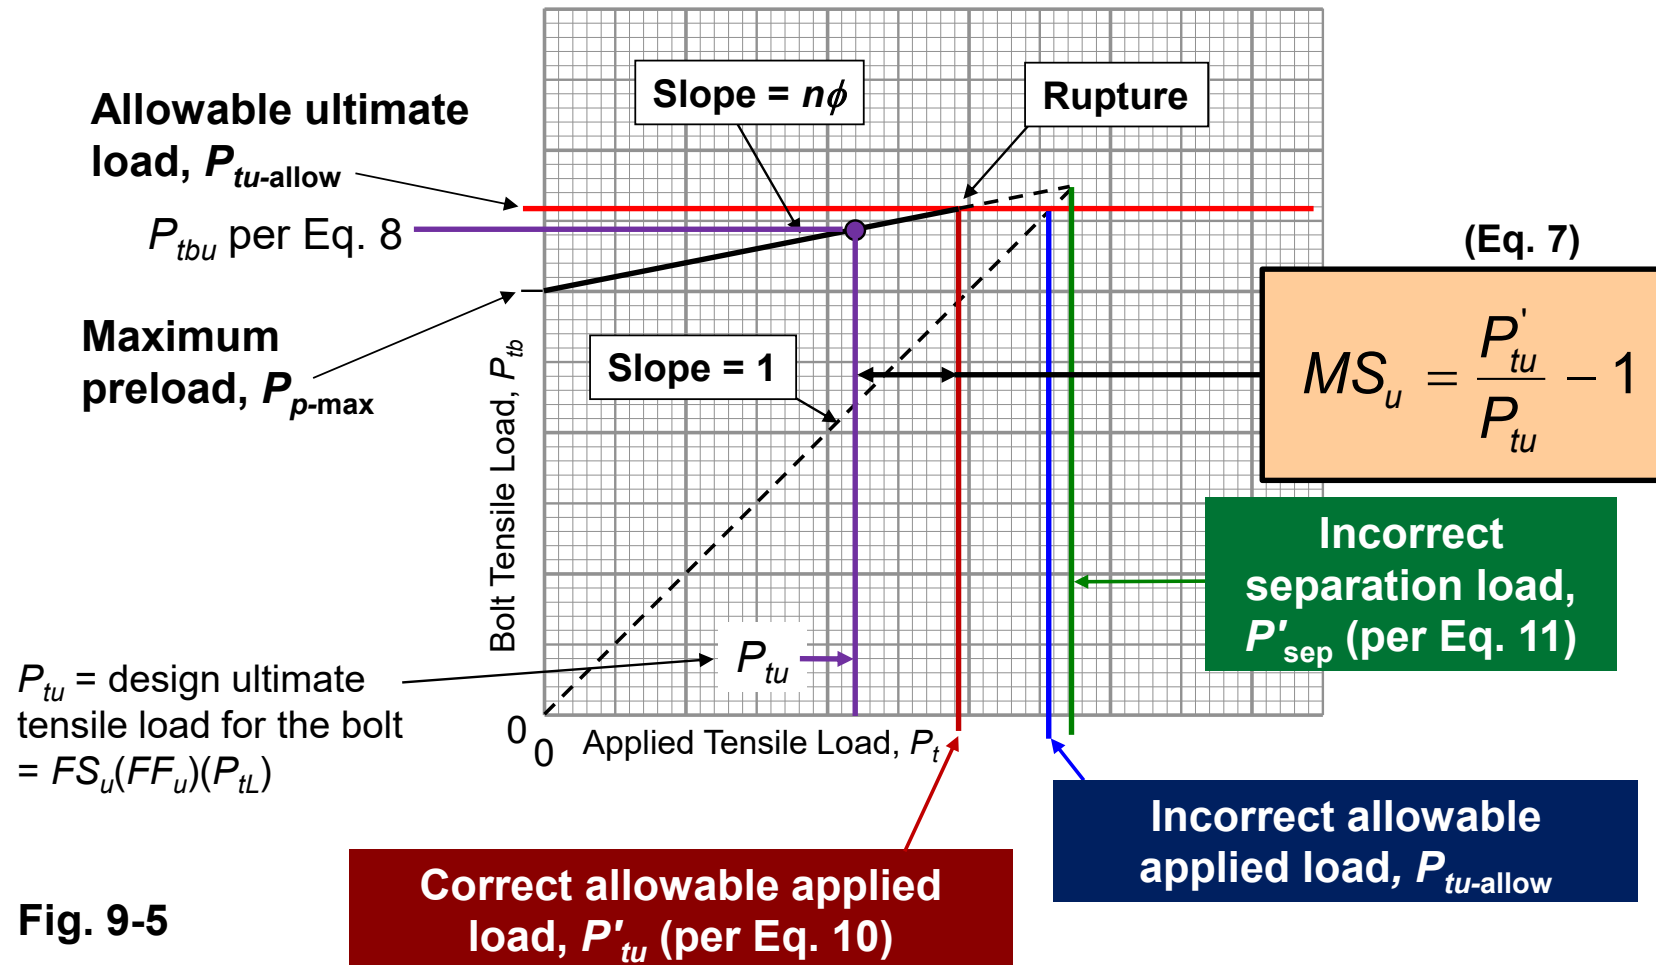 Slope = nϕ
Rupture
Allowable ultimate
load, Ptu-allow
Ptbu per Eq. 8
(Eq. 7)
MSu = P'tu / Ptu − 1
Maximum
preload, Pp-max
Slope = 1
Bolt Tensile Load, Ptb
Incorrect
separation load,
P′sep (per Eq. 11)
Ptu
Ptu = design ultimate
tensile load for the bolt
= FSu(FFu)(PtL)
0
0
Applied Tensile Load, Pt
Incorrect allowable
applied load, Ptu-allow
Correct allowable applied
load, P′tu (per Eq. 10)
Fig. 9-5